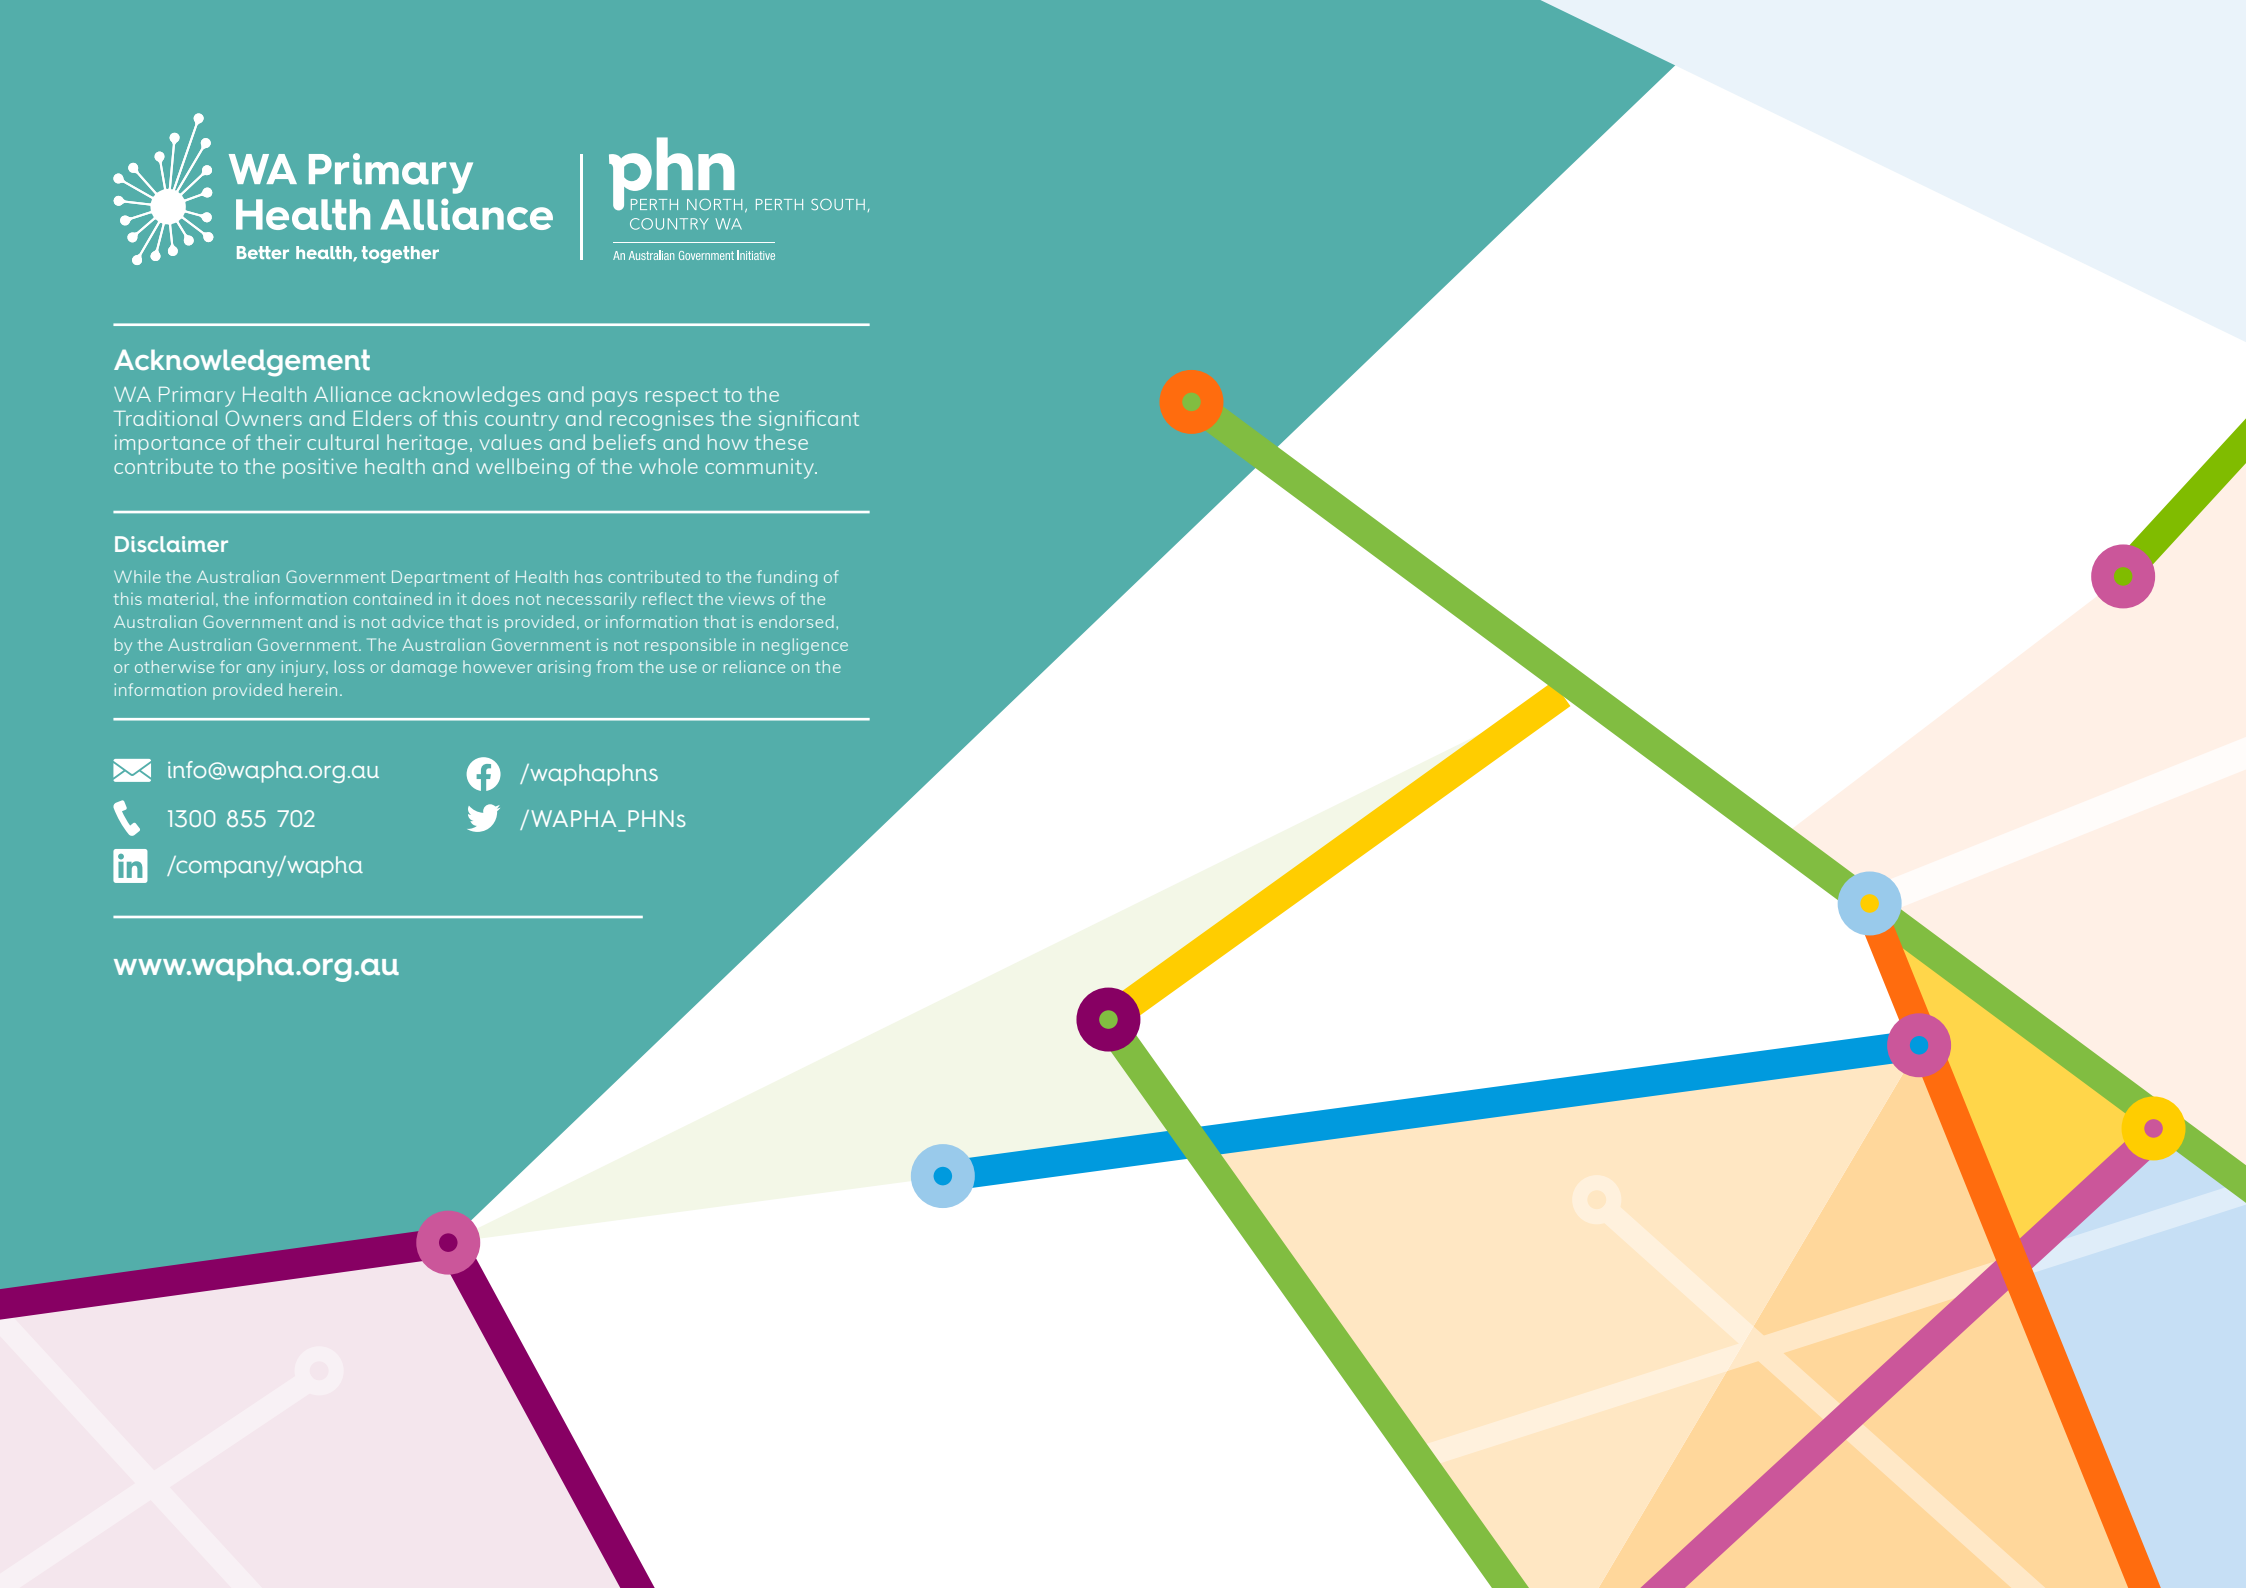 WA Primary
Health Alliance
Better health, together
phn
PERTH NORTH, PERTH SOUTH,
COUNTRY WA
An Australian Government Initiative
Acknowledgement
WA Primary Health Alliance acknowledges and pays respect to the
Traditional Owners and Elders of this country and recognises the significant
importance of their cultural heritage, values and beliefs and how these
contribute to the positive health and wellbeing of the whole community.
Disclaimer
While the Australian Government Department of Health has contributed to the funding of
this material, the information contained in it does not necessarily reflect the views of the
Australian Government and is not advice that is provided, or information that is endorsed,
by the Australian Government. The Australian Government is not responsible in negligence
or otherwise for any injury, loss or damage however arising from the use or reliance on the
information provided herein.
info@wapha.org.au
1300 855 702
/company/wapha
/waphaphns
/WAPHA_PHNs
www.wapha.org.au